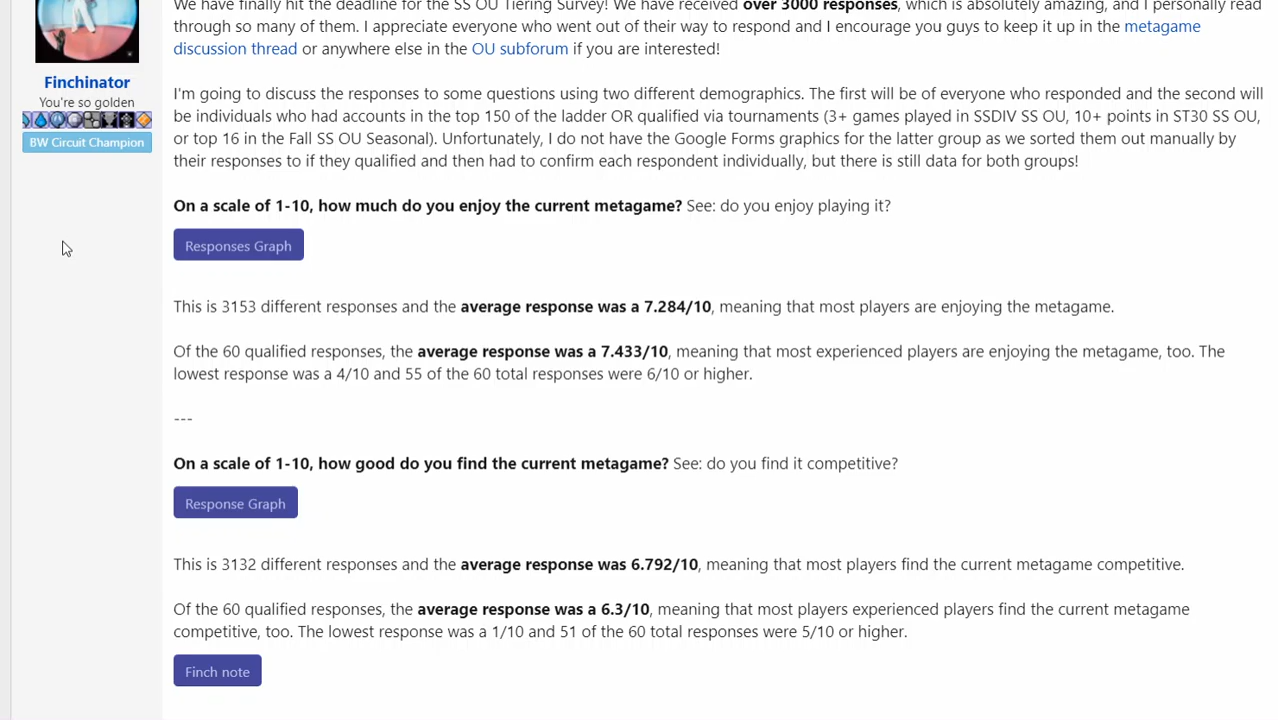 We have finally hit the deadline for the SS OU Tiering Survey! We have received over 3000 responses, which is absolutely amazing, and I personally read
through so many of them. I appreciate everyone who went out of their way to respond and I encourage you guys to keep it up in the metagame
discussion thread or anywhere else in the OU subforum if you are interested!
Finchinator
You're so golden
BW Circuit Champion
I'm going to discuss the responses to some questions using two different demographics. The first will be of everyone who responded and the second will
be individuals who had accounts in the top 150 of the ladder OR qualified via tournaments (3+ games played in SSDIV SS OU, 10+ points in ST30 SS OU,
or top 16 in the Fall SS OU Seasonal). Unfortunately, I do not have the Google Forms graphics for the latter group as we sorted them out manually by
their responses to if they qualified and then had to confirm each respondent individually, but there is still data for both groups!
On a scale of 1-10, how much do you enjoy the current metagame? See: do you enjoy playing it?
Responses Graph
This is 3153 different responses and the average response was a 7.284/10, meaning that most players are enjoying the metagame.
Of the 60 qualified responses, the average response was a 7.433/10, meaning that most experienced players are enjoying the metagame, too. The
lowest response was a 4/10 and 55 of the 60 total responses were 6/10 or higher.
---
On a scale of 1-10, how good do you find the current metagame? See: do you find it competitive?
Response Graph
This is 3132 different responses and the average response was 6.792/10, meaning that most players find the current metagame competitive.
Of the 60 qualified responses, the average response was a 6.3/10, meaning that most players experienced players find the current metagame
competitive, too. The lowest response was a 1/10 and 51 of the 60 total responses were 5/10 or higher.
Finch note